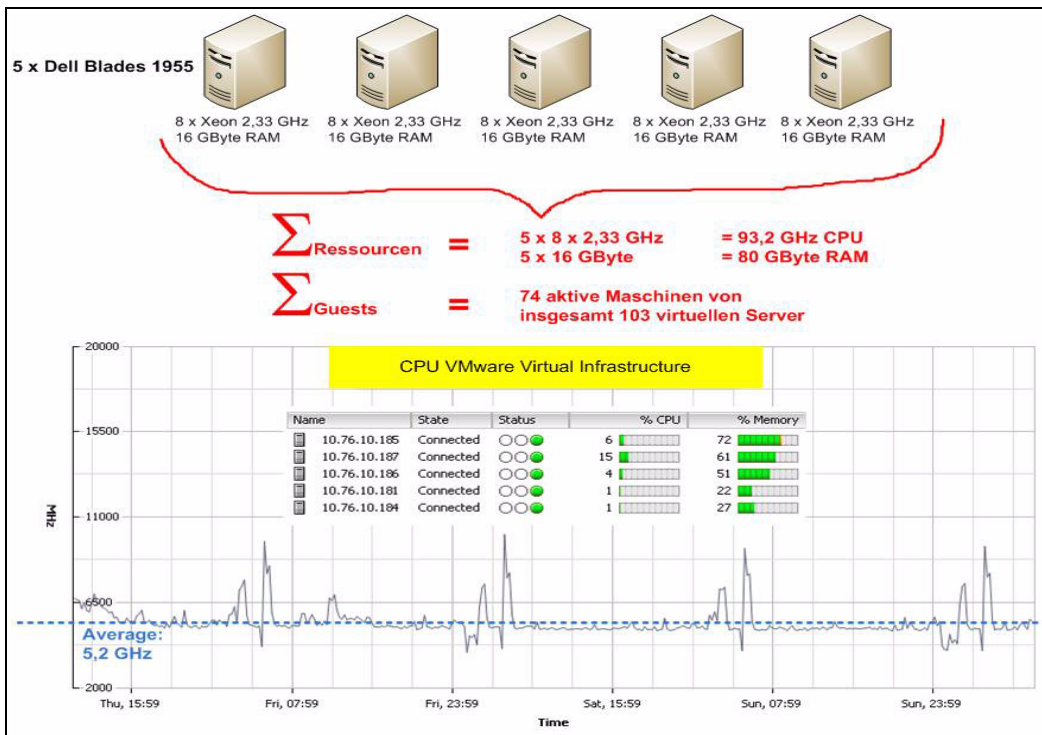 5 x Dell Blades 1955
8 x Xeon 2,33 GHz
16 GByte RAM
8 x Xeon 2,33 GHz
16 GByte RAM
8 x Xeon 2,33 GHz
16 GByte RAM
8 x Xeon 2,33 GHz
16 GByte RAM
8 x Xeon 2,33 GHz
16 GByte RAM
Σ Ressourcen = 5 x 8 x 2,33 GHz = 93,2 GHz CPU
5 x 16 GByte = 80 GByte RAM
Σ Guests = 74 aktive Maschinen von
insgesamt 103 virtuellen Server
CPU VMware Virtual Infrastructure
Name State Status % CPU % Memory
10.76.10.185 Connected 6 72
10.76.10.187 Connected 15 61
10.76.10.186 Connected 4 51
10.76.10.181 Connected 1 22
10.76.10.184 Connected 1 27
20000
15500
11000
6500
2000
MHz
Average:
5,2 GHz
Thu, 15:59 Fri, 07:59 Fri, 23:59 Sat, 15:59 Sun, 07:59 Sun, 23:59
Time